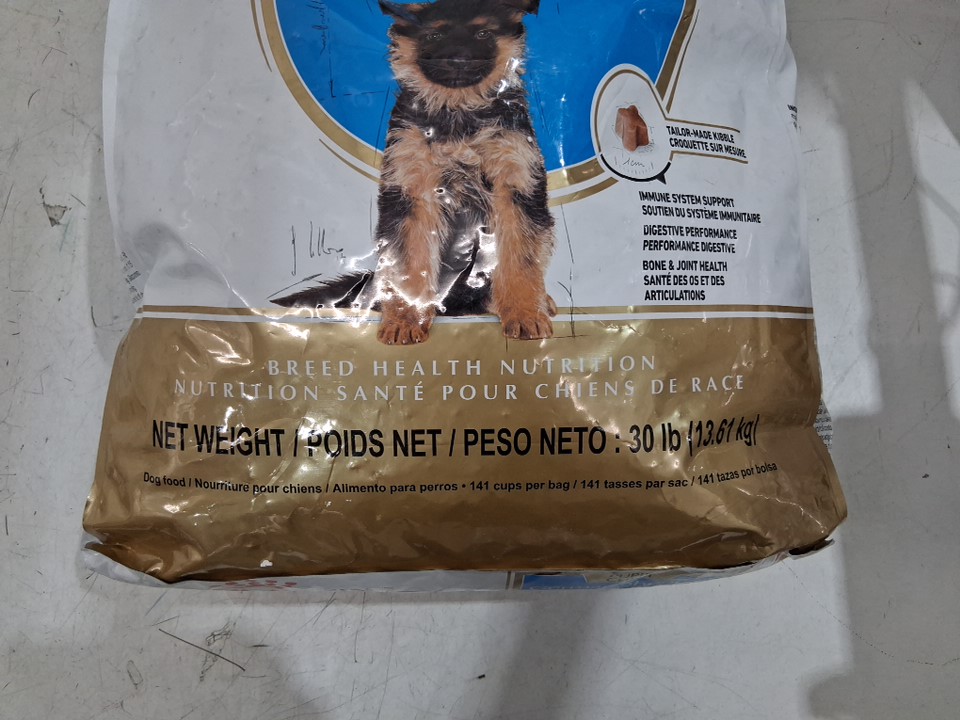 TAILOR-MADE KIBBLE
CROQUETTE SUR MESURE
1cm
IMMUNE SYSTEM SUPPORT
SOUTIEN DU SYSTÈME IMMUNITAIRE
DIGESTIVE PERFORMANCE
PERFORMANCE DIGESTIVE
BONE & JOINT HEALTH
SANTÉ DES OS ET DES
ARTICULATIONS
BREED HEALTH NUTRITION
NUTRITION SANTÉ POUR CHIENS DE RACE
NET WEIGHT / POIDS NET / PESO NETO : 30 lb (13.61 kg)
Dog food / Nourriture pour chiens / Alimento para perros • 141 cups per bag / 141 tasses par sac / 141 tazas por bolsa